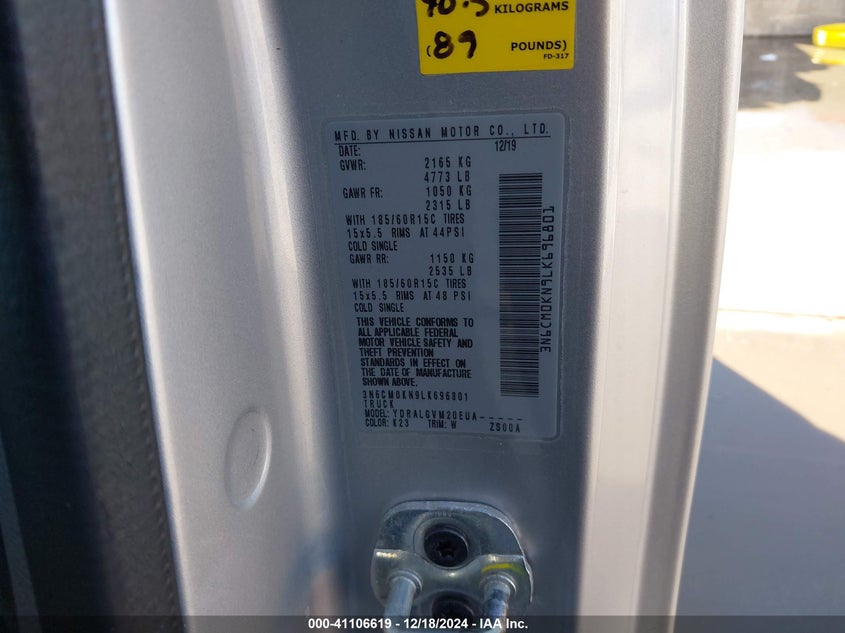 40.5 KILOGRAMS
(89 POUNDS)
FD-317
MFD. BY NISSAN MOTOR CO., LTD.
DATE: 12/19
GVWR: 2165 KG
4773 LB
GAWR FR: 1050 KG
2315 LB
WITH 185/60R15C TIRES
15x5.5 RIMS AT 44PSI
COLD SINGLE
GAWR RR: 1150 KG
2535 LB
WITH 185/60R15C TIRES
15x5.5 RIMS AT 48 PSI
COLD SINGLE
THIS VEHICLE CONFORMS TO
ALL APPLICABLE FEDERAL
MOTOR VEHICLE SAFETY AND
THEFT PREVENTION
STANDARDS IN EFFECT ON
THE DATE OF MANUFACTURE
SHOWN ABOVE.
3N6CM0KN9LK696801
TRUCK
MODEL: YDRALGVM20EUA-----
COLOR: K23 TRIM: W ZS00A
3N6CM0KN9LK696801
000-41106619 - 12/18/2024 - IAA Inc.